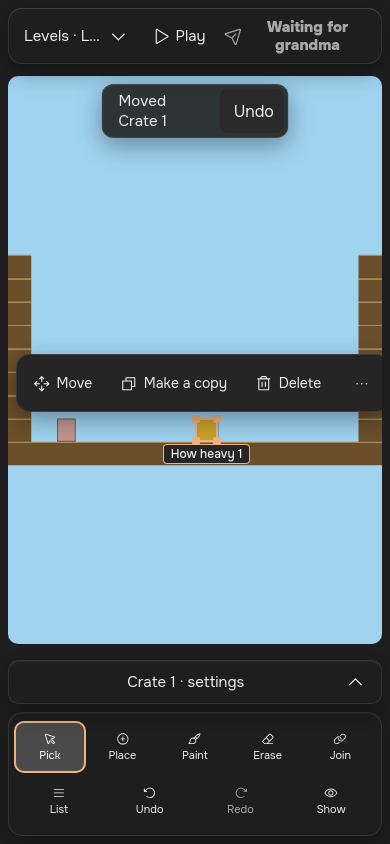 Levels · L...
Play
Waiting for
grandma
Moved
Crate 1
Undo
Move
Make a copy
Delete
...
How heavy 1
Crate 1 · settings
Pick
Place
Paint
Erase
Join
List
Undo
Redo
Show